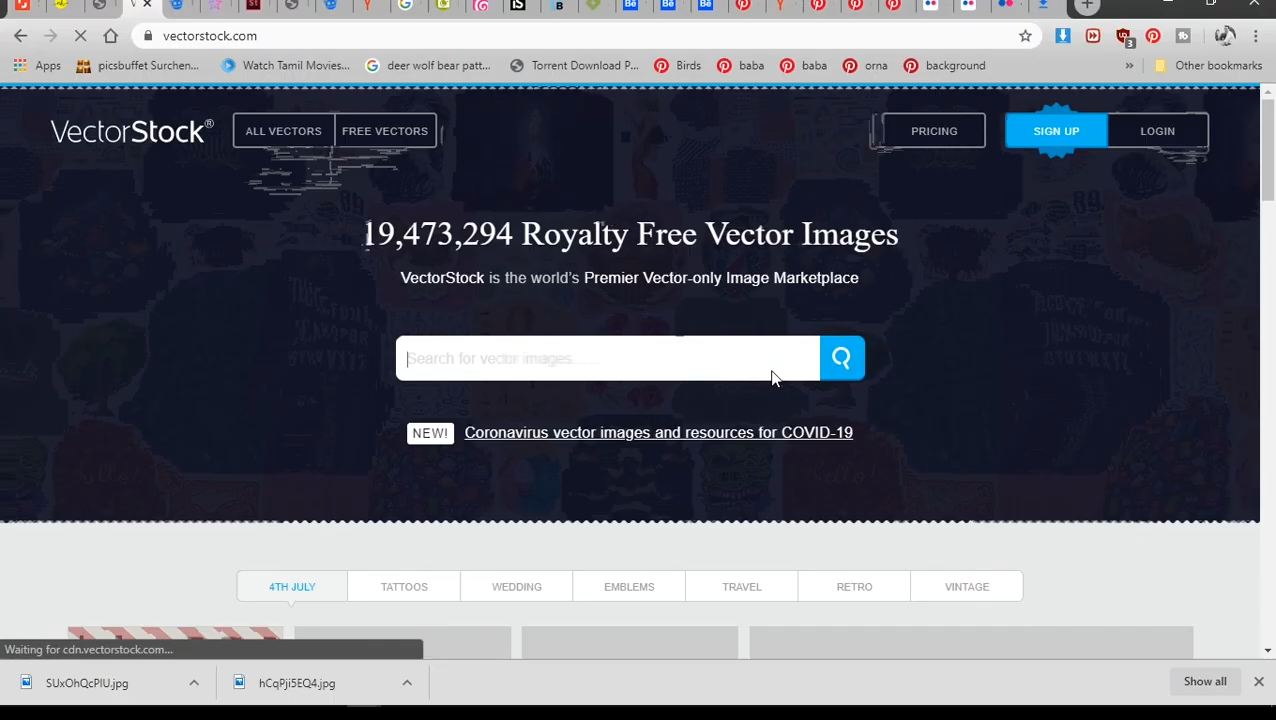 vectorstock.com
3
Apps
picsbuffet Surchen...
Watch Tamil Movies...
deer wolf bear patt...
Torrent Download P...
Birds
baba
baba
orna
background
»
Other bookmarks
VectorStock®
ALL VECTORS
FREE VECTORS
PRICING
SIGN UP
LOGIN
19,473,294 Royalty Free Vector Images
VectorStock is the world's Premier Vector-only Image Marketplace
Search for vector images
NEW!
Coronavirus vector images and resources for COVID-19
4TH JULY
TATTOOS
WEDDING
EMBLEMS
TRAVEL
RETRO
VINTAGE
Waiting for cdn.vectorstock.com...
SUxOhQcPIU.jpg
hCqPji5EQ4.jpg
Show all